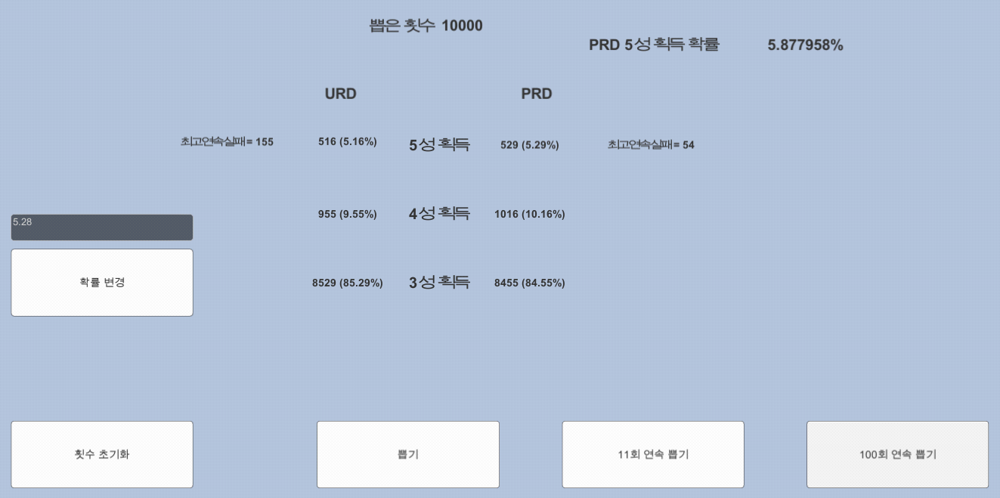 뽑은 횟수 10000
PRD 5성 획득 확률 5.877958%
URD PRD
최고연속실패= 155 516 (5.16%) 5성 획득 529 (5.29%) 최고연속실패= 54
955 (9.55%) 4성 획득 1016 (10.16%)
5.28
확률 변경 8529 (85.29%) 3성 획득 8455 (84.55%)
횟수 초기화 뽑기 11회 연속 뽑기 100회 연속 뽑기